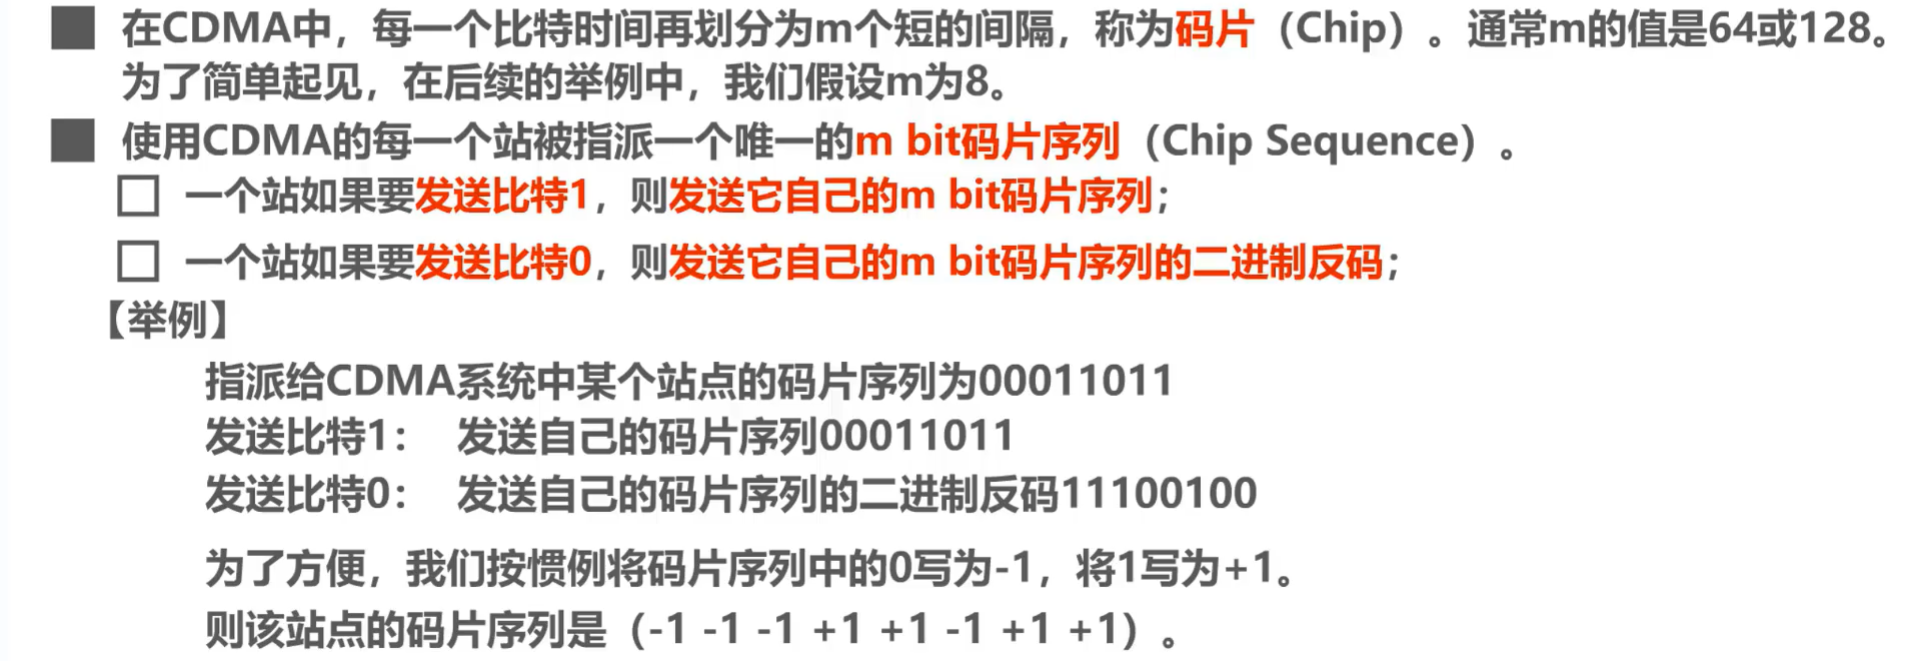 在CDMA中，每一个比特时间再划分为m个短的间隔，称为码片（Chip）。通常m的值是64或128。
为了简单起见，在后续的举例中，我们假设m为8。
使用CDMA的每一个站被指派一个唯一的m bit码片序列（Chip Sequence）。
一个站如果要发送比特1，则发送它自己的m bit码片序列；
一个站如果要发送比特0，则发送它自己的m bit码片序列的二进制反码；
【举例】
指派给CDMA系统中某个站点的码片序列为00011011
发送比特1： 发送自己的码片序列00011011
发送比特0： 发送自己的码片序列的二进制反码11100100
为了方便，我们按惯例将码片序列中的0写为-1，将1写为+1。
则该站点的码片序列是（-1 -1 -1 +1 +1 -1 +1 +1）。